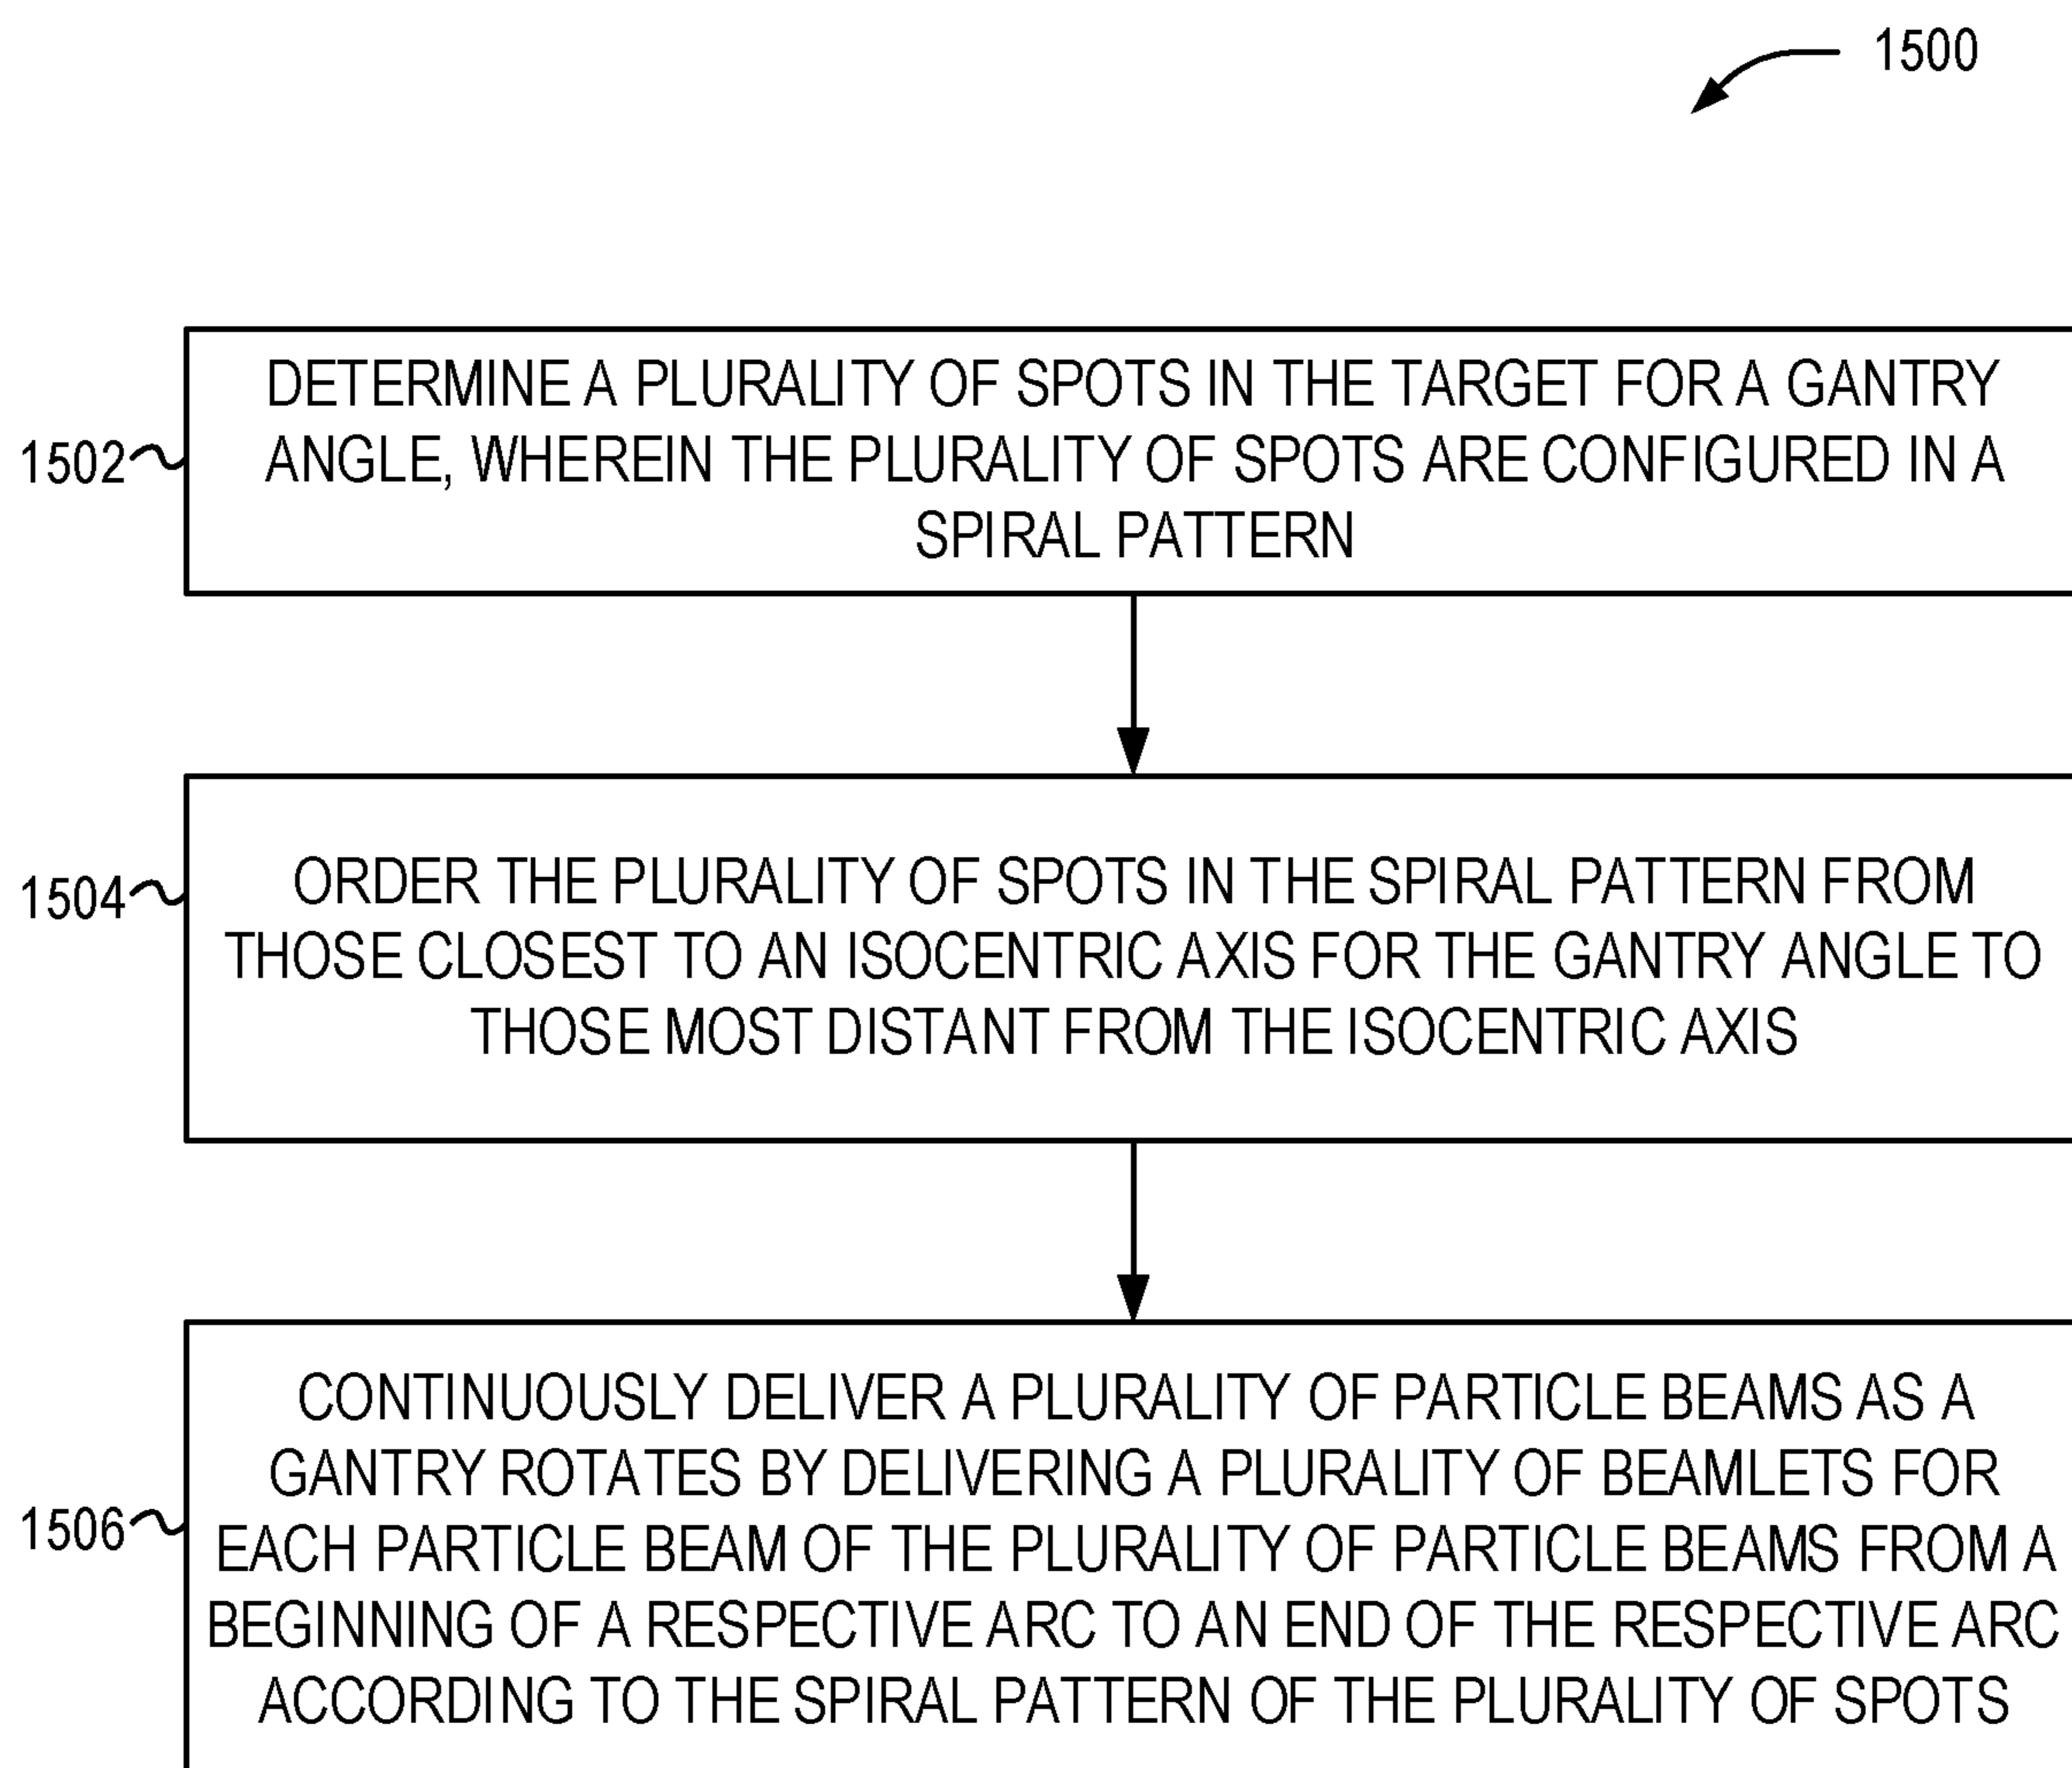 1500
DETERMINE A PLURALITY OF SPOTS IN THE TARGET FOR A GANTRY
ANGLE, WHEREIN THE PLURALITY OF SPOTS ARE CONFIGURED IN A
SPIRAL PATTERN
1502
ORDER THE PLURALITY OF SPOTS IN THE SPIRAL PATTERN FROM
THOSE CLOSEST TO AN ISOCENTRIC AXIS FOR THE GANTRY ANGLE TO
THOSE MOST DISTANT FROM THE ISOCENTRIC AXIS
1504
CONTINUOUSLY DELIVER A PLURALITY OF PARTICLE BEAMS AS A
GANTRY ROTATES BY DELIVERING A PLURALITY OF BEAMLETS FOR
EACH PARTICLE BEAM OF THE PLURALITY OF PARTICLE BEAMS FROM A
BEGINNING OF A RESPECTIVE ARC TO AN END OF THE RESPECTIVE ARC
ACCORDING TO THE SPIRAL PATTERN OF THE PLURALITY OF SPOTS
1506